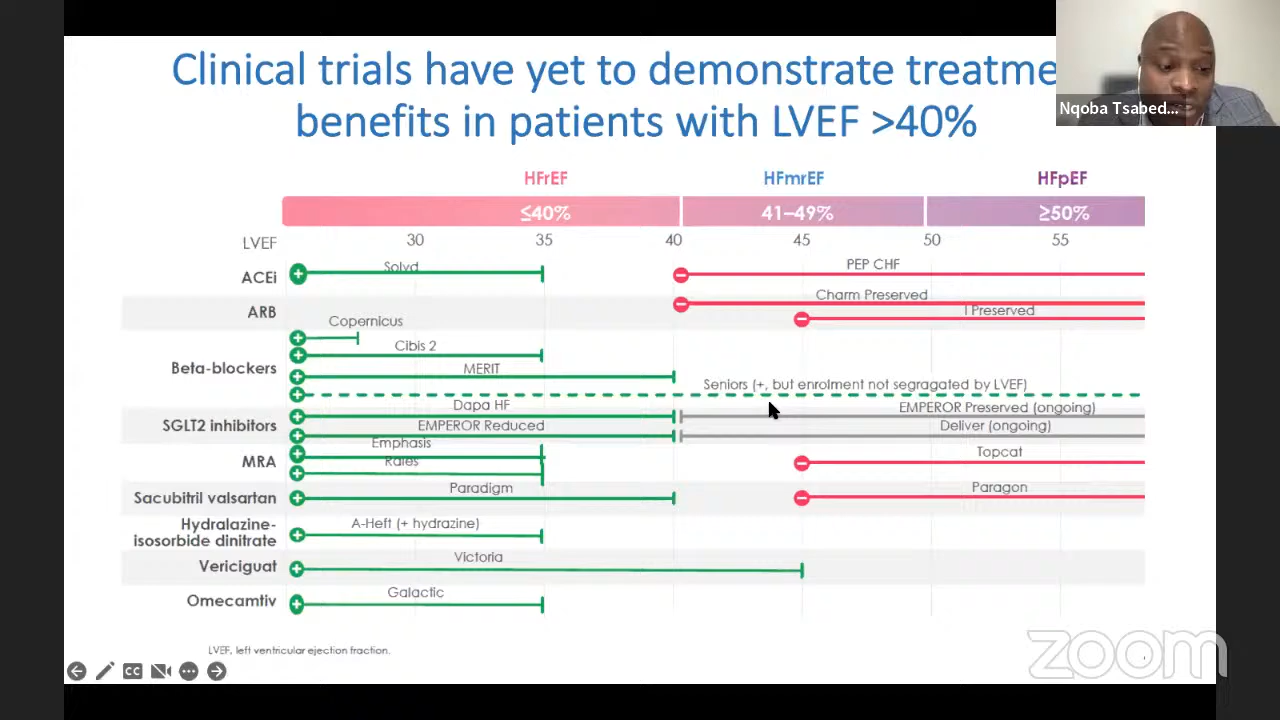 Clinical trials have yet to demonstrate treatme
benefits in patients with LVEF >40%
Nqoba Tsabed...
HFrEF HFmrEF HFpEF
≤40% 41–49% ≥50%
LVEF 30 35 40 45 50 55
ACEi Solvd PEP CHF
ARB Charm Preserved
I Preserved
Copernicus
Cibis 2
Beta-blockers MERIT
Seniors (+, but enrolment not segregated by LVEF)
Dapa HF EMPEROR Preserved (ongoing)
SGLT2 inhibitors EMPEROR Reduced Deliver (ongoing)
Emphasis
MRA Rales Topcat
Sacubitril valsartan Paradigm Paragon
Hydralazine-
isosorbide dinitrate A-Heft (+ hydrazine)
Vericiguat Victoria
Omecamtiv Galactic
LVEF, left ventricular ejection fraction.
CC
zoom